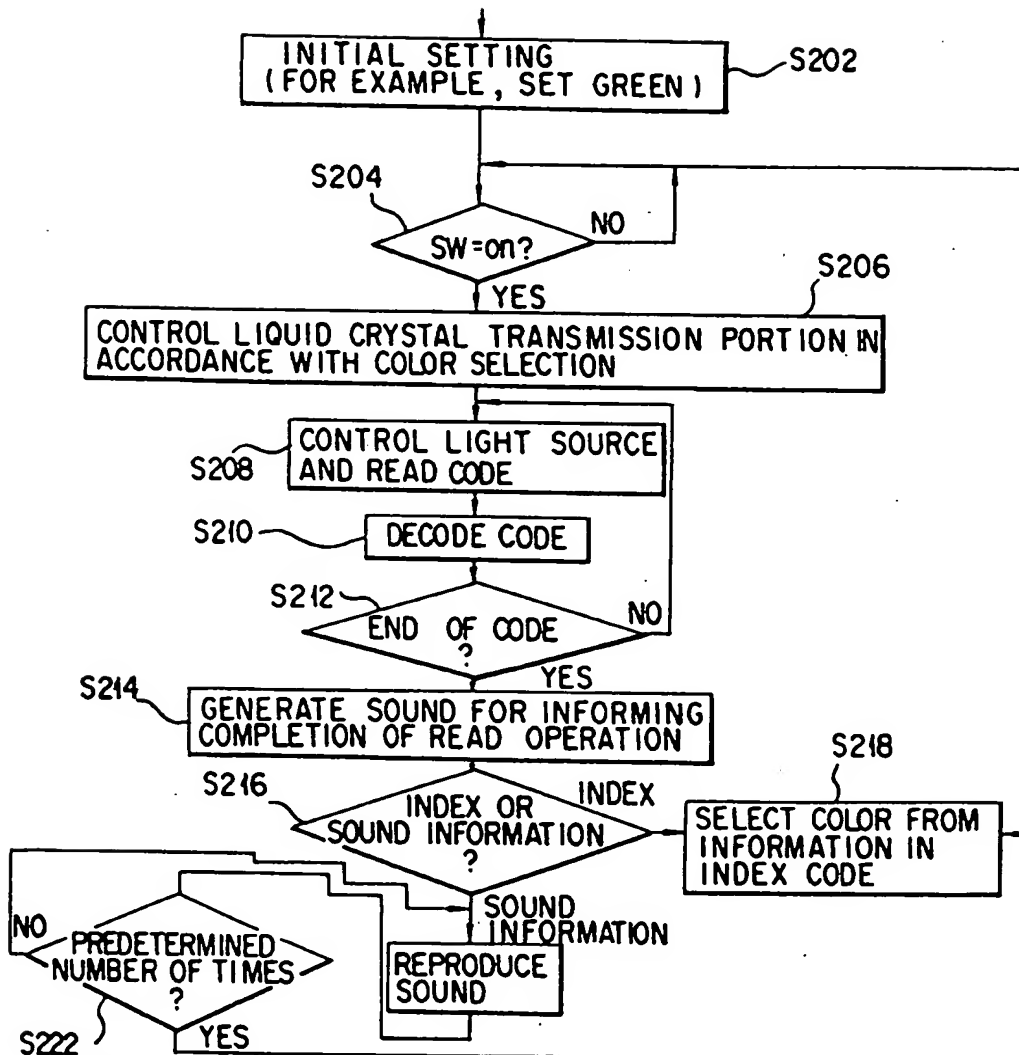 INITIAL SETTING
(FOR EXAMPLE, SET GREEN)
S202
S204
SW=on?
NO
YES
S206
CONTROL LIQUID CRYSTAL TRANSMISSION PORTION IN
ACCORDANCE WITH COLOR SELECTION
CONTROL LIGHT SOURCE
AND READ CODE
S208
S210
DECODE CODE
S212
END OF CODE
?
NO
YES
S214
GENERATE SOUND FOR INFORMING
COMPLETION OF READ OPERATION
S216
INDEX OR
SOUND INFORMATION
?
INDEX
S218
SELECT COLOR FROM
INFORMATION IN
INDEX CODE
SOUND
INFORMATION
REPRODUCE
SOUND
NO
PREDETERMINED
NUMBER OF TIMES
?
S222
YES